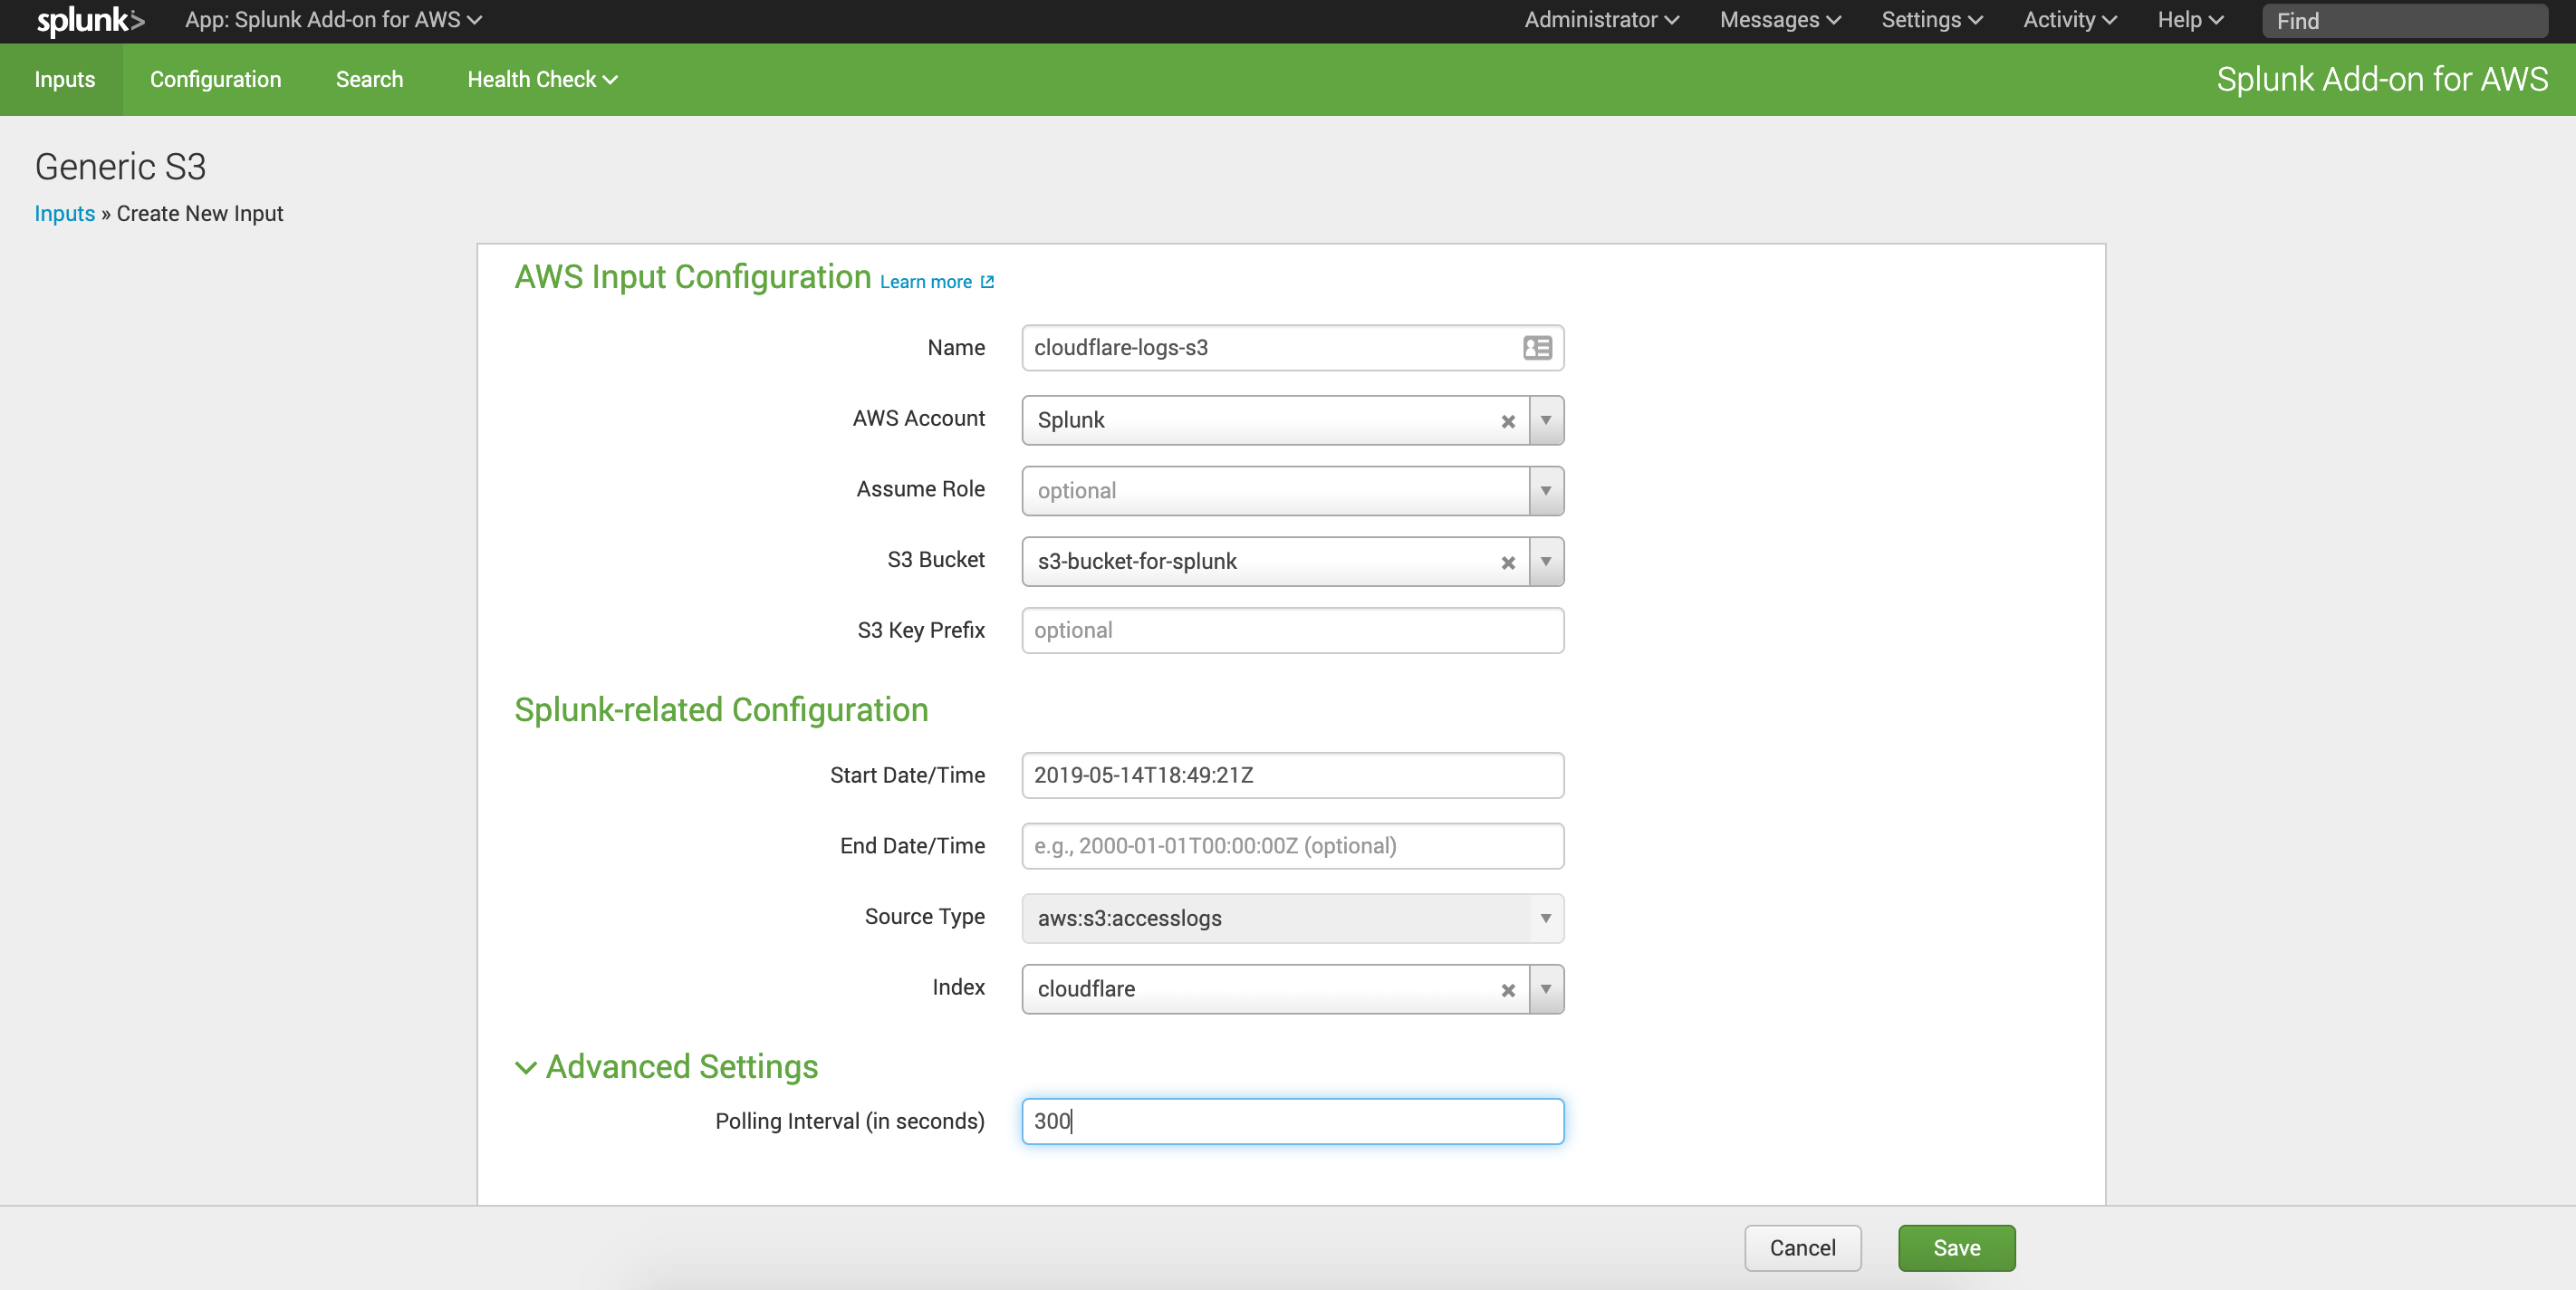 splunk> App: Splunk Add-on for AWS Administrator Messages Settings Activity Help Find
Inputs Configuration Search Health Check Splunk Add-on for AWS
Generic S3
Inputs » Create New Input
AWS Input Configuration Learn more
Name cloudflare-logs-s3
AWS Account Splunk
Assume Role optional
S3 Bucket s3-bucket-for-splunk
S3 Key Prefix optional
Splunk-related Configuration
Start Date/Time 2019-05-14T18:49:21Z
End Date/Time e.g., 2000-01-01T00:00:00Z (optional)
Source Type aws:s3:accesslogs
Index cloudflare
Advanced Settings
Polling Interval (in seconds) 300
Cancel Save